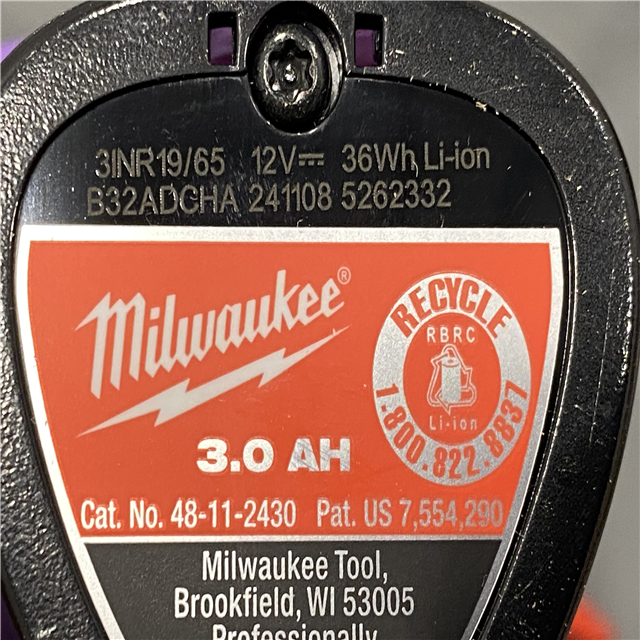 3INR19/65 12V⎓ 36Wh Li-ion
B32ADCHA 241108 5262332
Milwaukee®
RECYCLE
RBRC
Li-ion
1.800.822.8837
3.0 AH
Cat. No. 48-11-2430 Pat. US 7,554,290
Milwaukee Tool,
Brookfield, WI 53005
Professionally